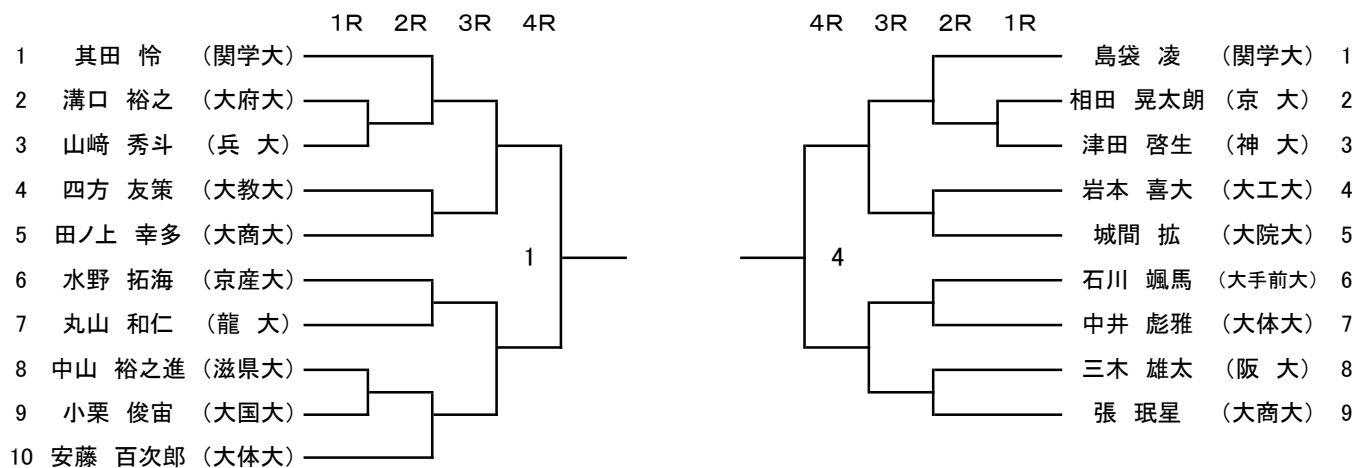 1R 2R 3R 4R
1 其田 怜 (関学大)
2 溝口 裕之 (大府大)
3 山﨑 秀斗 (兵 大)
4 四方 友策 (大教大)
5 田ノ上 幸多 (大商大)
6 水野 拓海 (京産大)
7 丸山 和仁 (龍 大)
8 中山 裕之進 (滋県大)
9 小栗 俊宙 (大国大)
10 安藤 百次郎 (大体大)
1
4R 3R 2R 1R
島袋 凌 (関学大) 1
相田 晃太朗 (京 大) 2
津田 啓生 (神 大) 3
岩本 喜大 (大工大) 4
城間 拡 (大院大) 5
石川 颯馬 (大手前大) 6
中井 彪雅 (大体大) 7
三木 雄太 (阪 大) 8
張 珉星 (大商大) 9
4